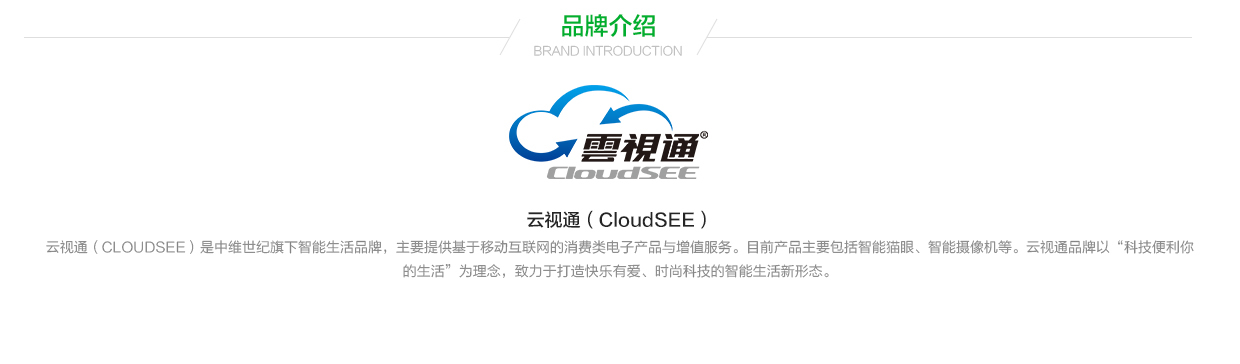 品牌介绍
BRAND INTRODUCTION
雲視通®
CloudSEE
云视通（CloudSEE）
云视通（CLOUDSEE）是中维世纪旗下智能生活品牌，主要提供基于移动互联网的消费类电子产品与增值服务。目前产品主要包括智能猫眼、智能摄像机等。云视通品牌以“科技便利你
的生活”为理念，致力于打造快乐有爱、时尚科技的智能生活新形态。